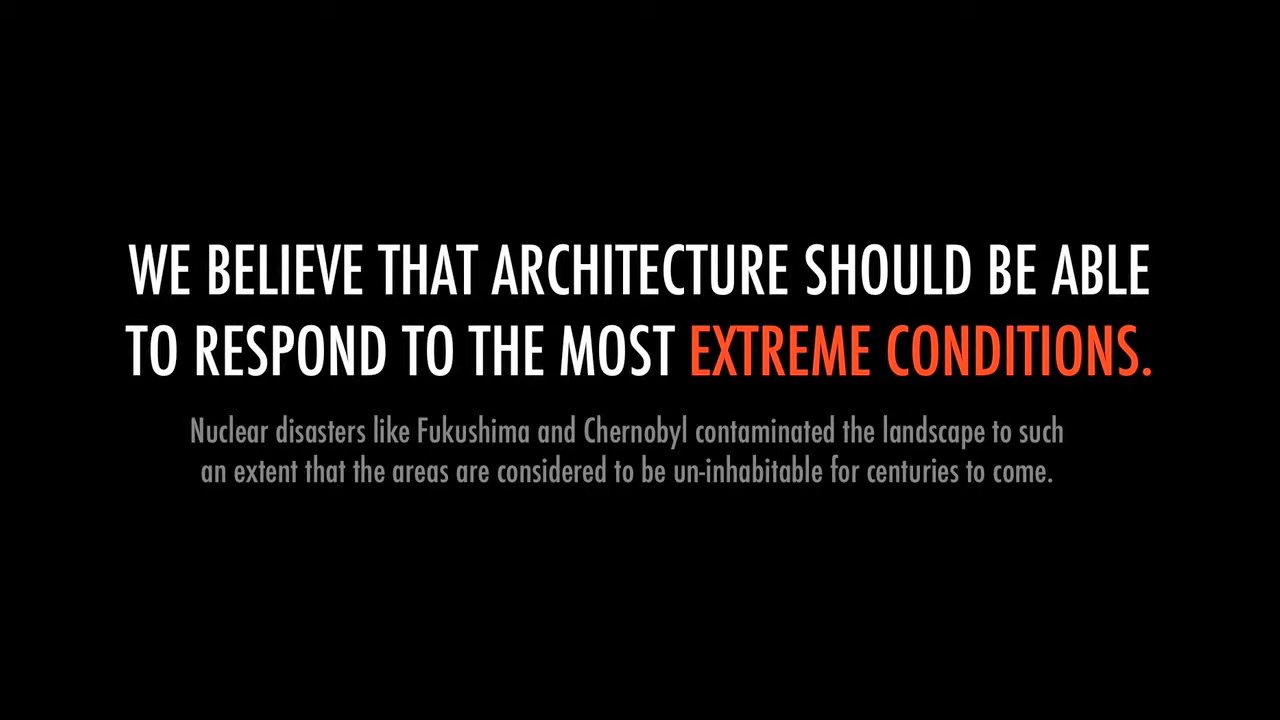 WE BELIEVE THAT ARCHITECTURE SHOULD BE ABLE
TO RESPOND TO THE MOST EXTREME CONDITIONS.
Nuclear disasters like Fukushima and Chernobyl contaminated the landscape to such
an extent that the areas are considered to be un-inhabitable for centuries to come.